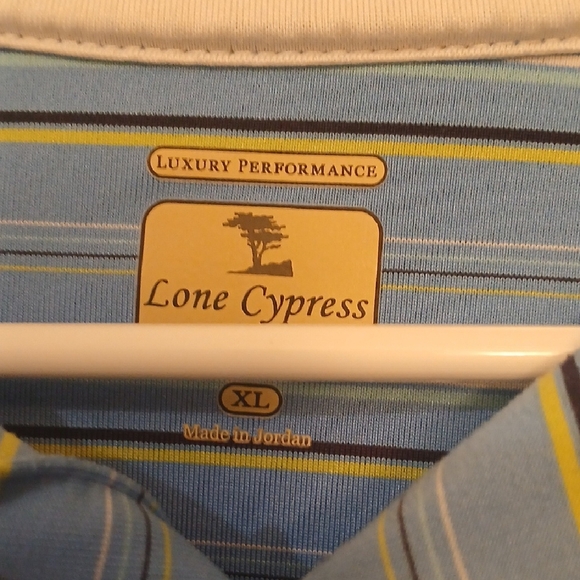 LUXURY PERFORMANCE
Lone Cypress
XL
Made in Jordan